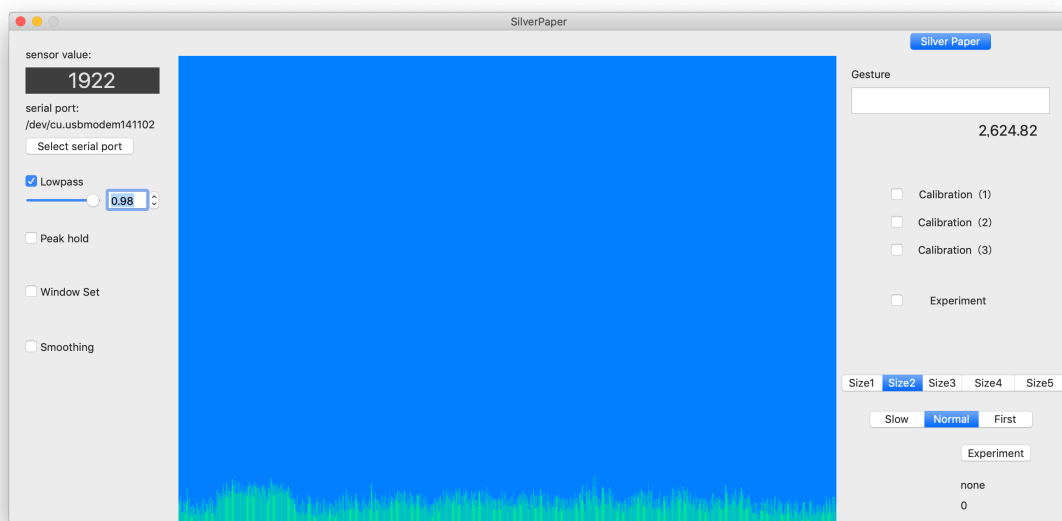 SilverPaper
sensor value:
1922
serial port:
/dev/cu.usbmodem141102
Select serial port
Lowpass
0.98
Peak hold
Window Set
Smoothing
Silver Paper
Gesture
2,624.82
Calibration（1）
Calibration（2）
Calibration（3）
Experiment
Size1 Size2 Size3 Size4 Size5
Slow Normal First
Experiment
none
0